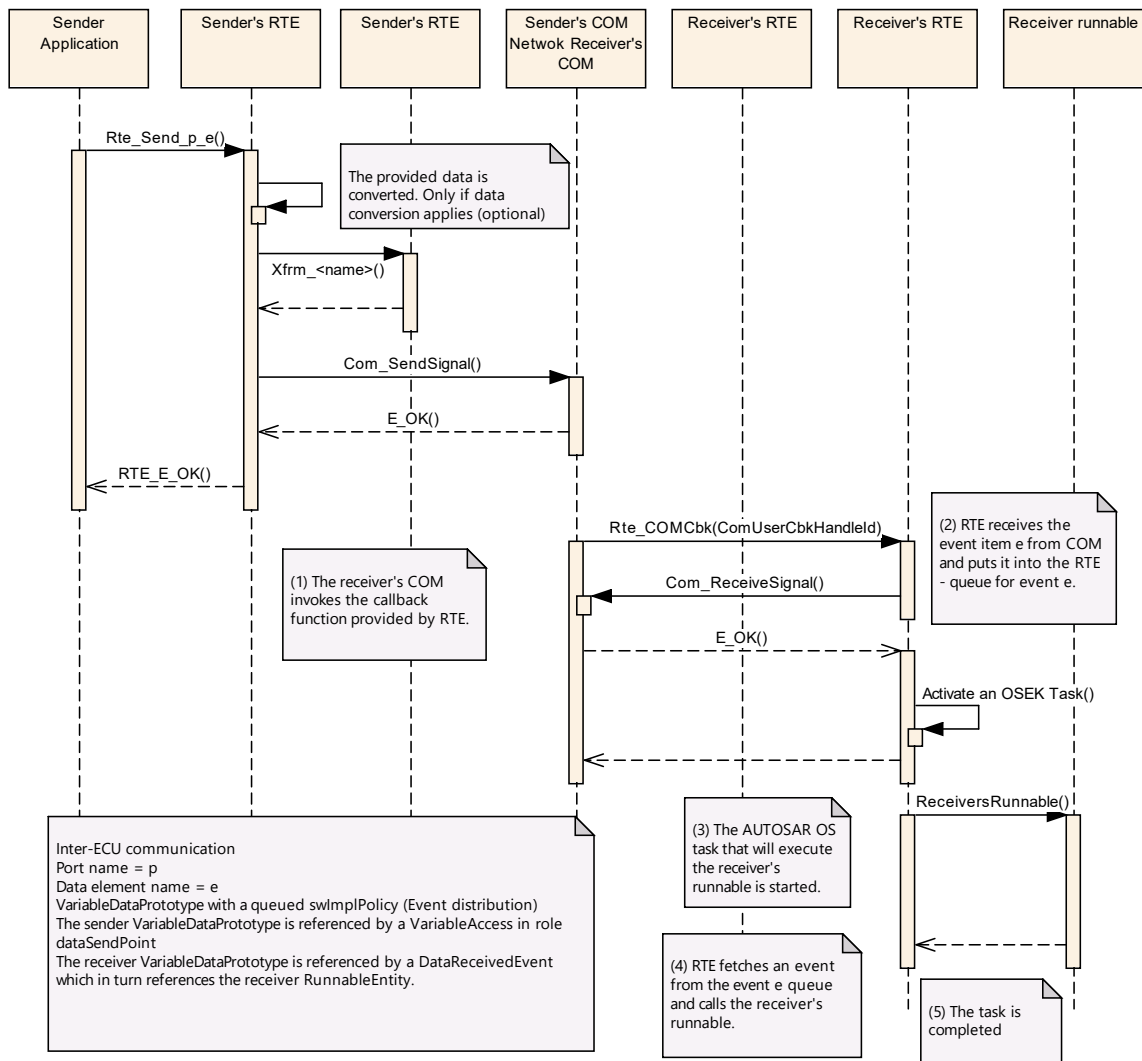 Sender
Application
Sender's RTE
Sender's RTE
Sender's COM
Netwok Receiver's
COM
Receiver's RTE
Receiver's RTE
Receiver runnable
Rte_Send_p_e()
The provided data is
converted. Only if data
conversion applies (optional)
Xfrm_<name>()
Com_SendSignal()
E_OK()
RTE_E_OK()
Rte_COMCbk(ComUserCbkHandleId)
(2) RTE receives the
event item e from COM
and puts it into the RTE
- queue for event e.
(1) The receiver's COM
invokes the callback
function provided by RTE.
Com_ReceiveSignal()
E_OK()
Activate an OSEK Task()
ReceiversRunnable()
(3) The AUTOSAR OS
task that will execute
the receiver's
runnable is started.
Inter-ECU communication
Port name = p
Data element name = e
VariableDataPrototype with a queued swImplPolicy (Event distribution)
The sender VariableDataPrototype is referenced by a VariableAccess in role
dataSendPoint
The receiver VariableDataPrototype is referenced by a DataReceivedEvent
which in turn references the receiver RunnableEntity.
(4) RTE fetches an event
from the event e queue
and calls the receiver's
runnable.
(5) The task is
completed